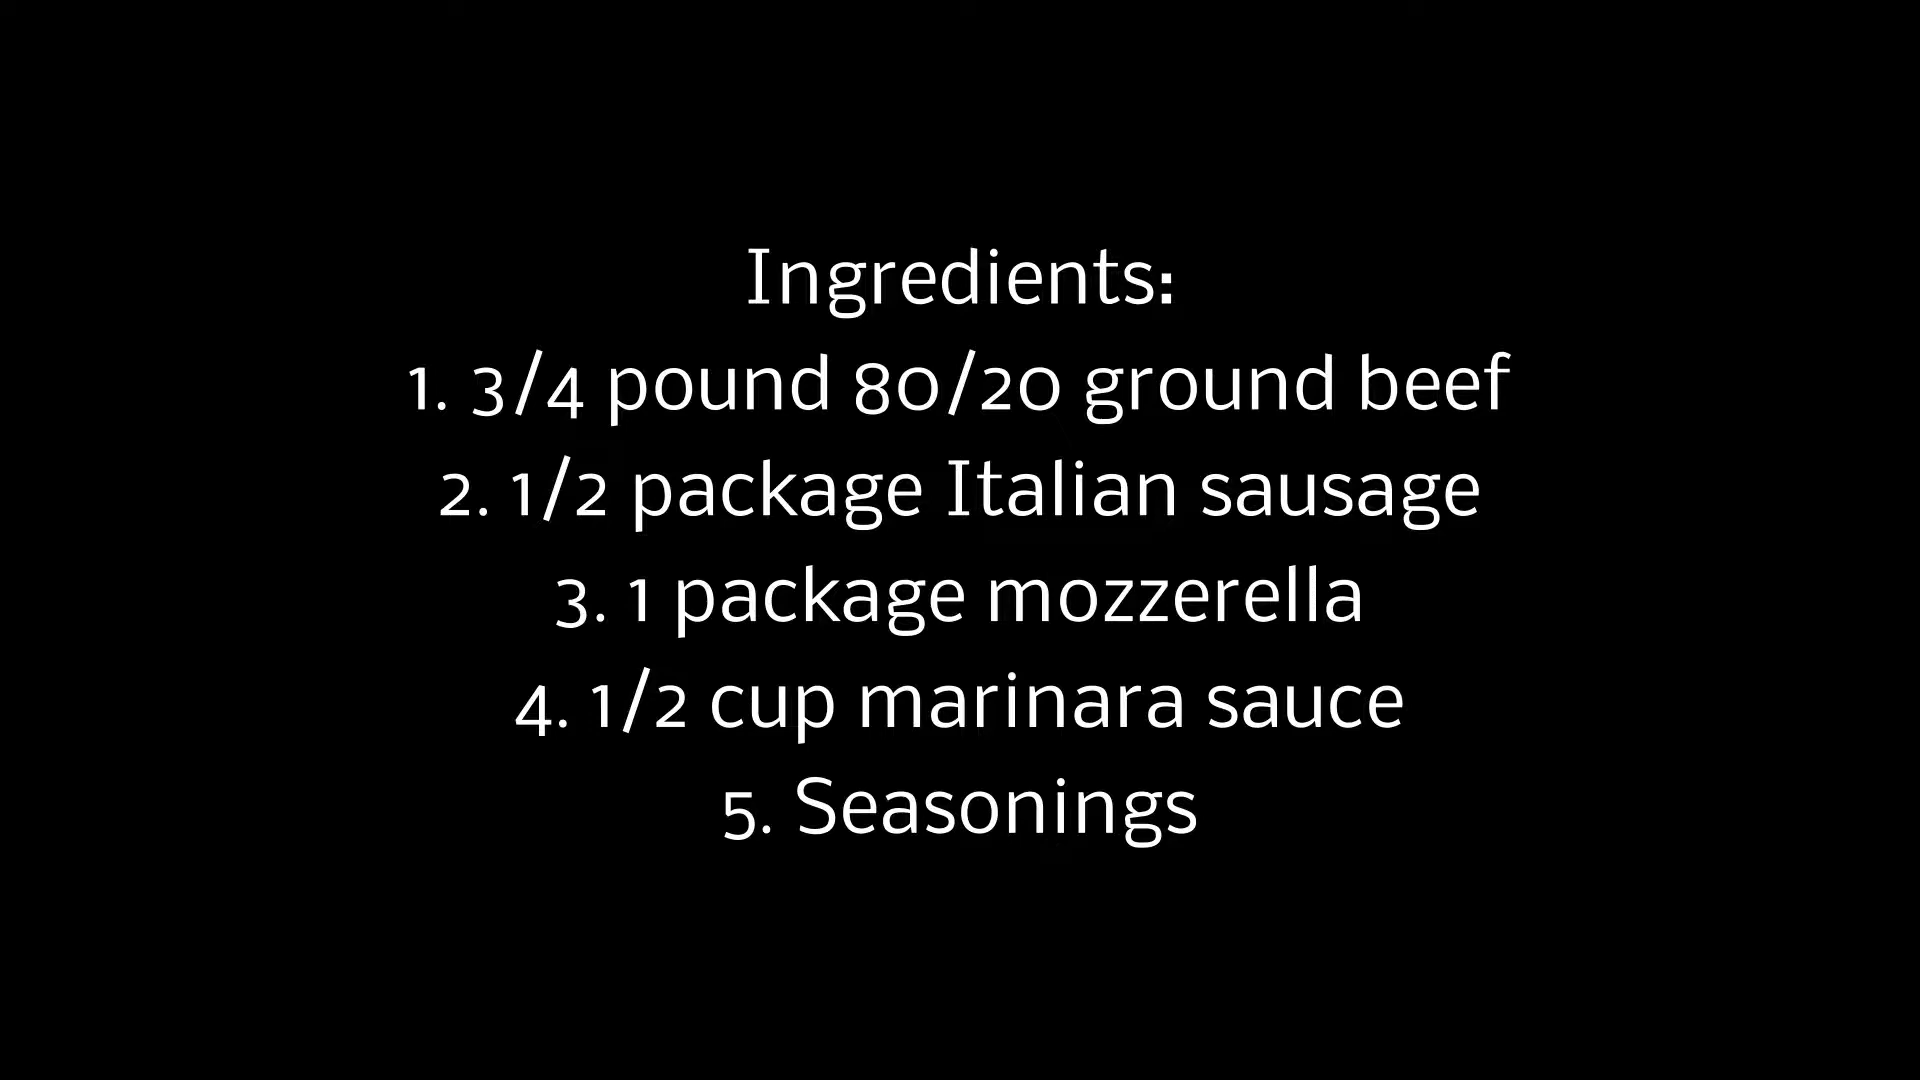 Ingredients:
1. 3/4 pound 80/20 ground beef
2. 1/2 package Italian sausage
3. 1 package mozzerella
4. 1/2 cup marinara sauce
5. Seasonings